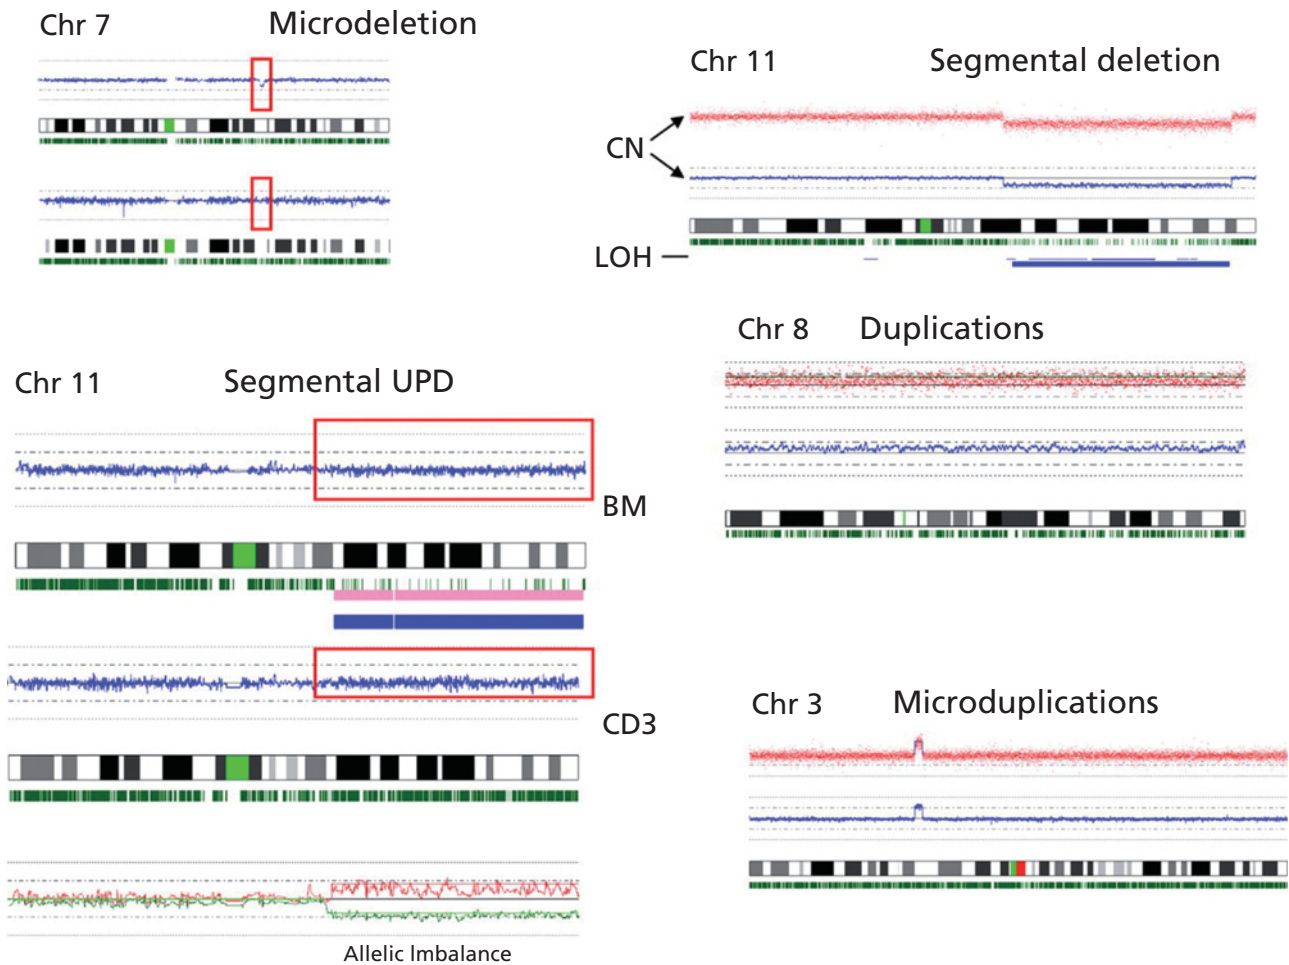 Chr 7 Microdeletion
Chr 11 Segmental deletion
CN
LOH
Chr 8 Duplications
Chr 11 Segmental UPD
BM
CD3
Chr 3 Microduplications
Allelic Imbalance